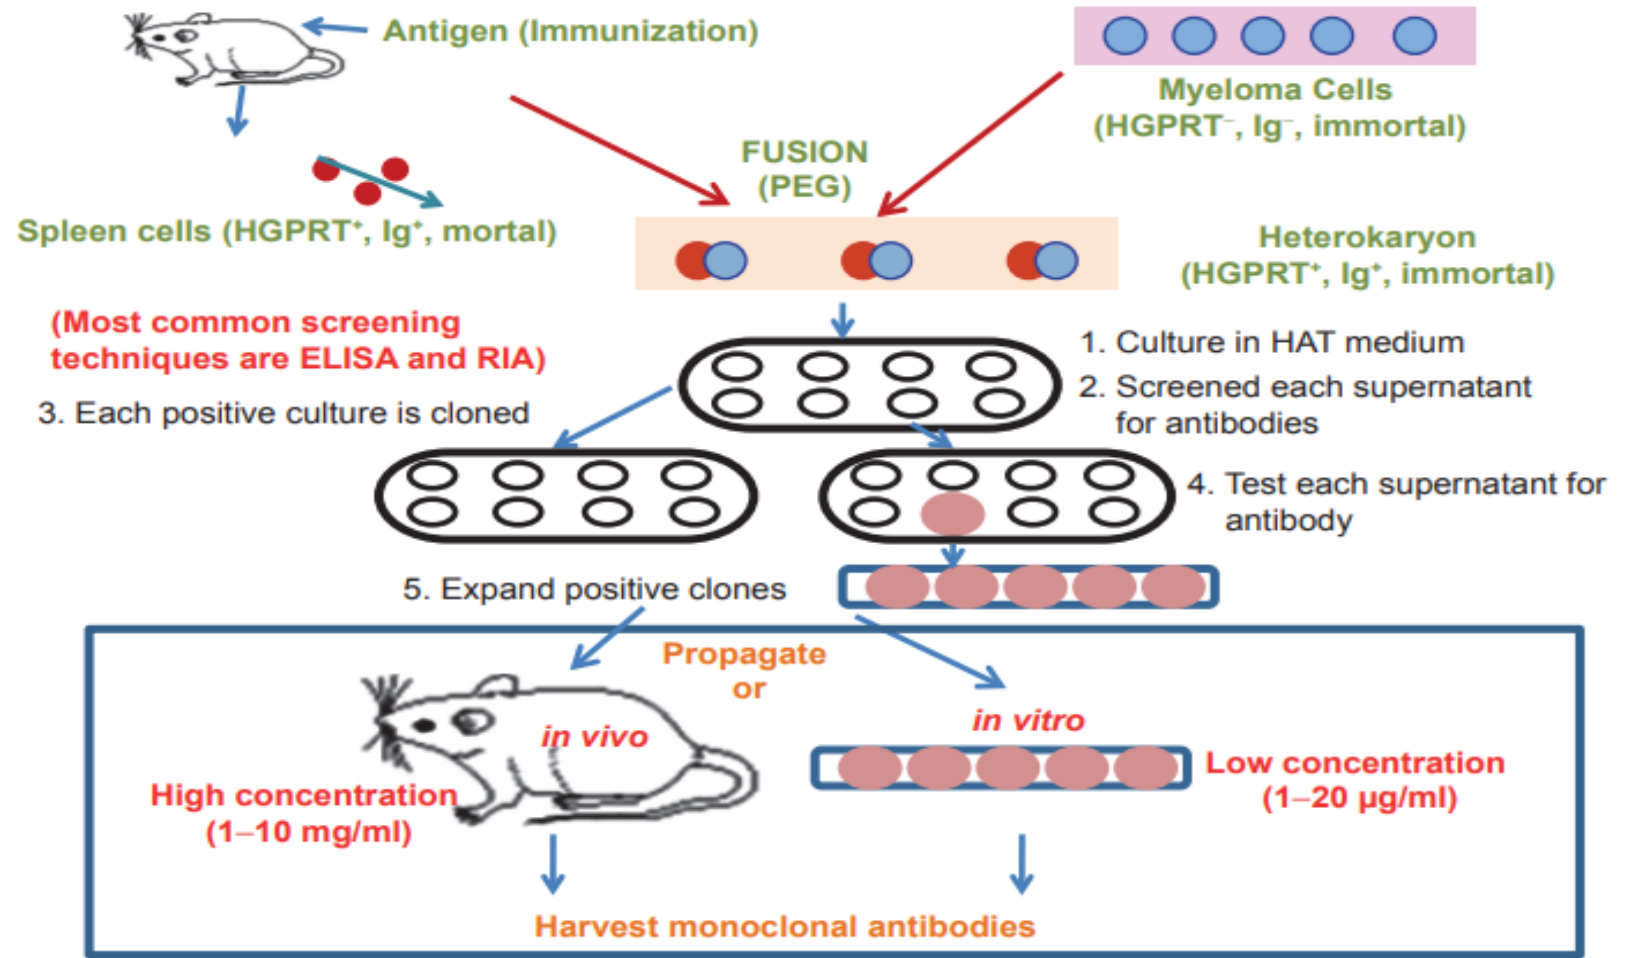 Antigen (Immunization)
Myeloma Cells
(HGPRT⁻, Ig⁻, immortal)
FUSION
(PEG)
Spleen cells (HGPRT⁺, Ig⁺, mortal)
Heterokaryon
(HGPRT⁺, Ig⁺, immortal)
(Most common screening
techniques are ELISA and RIA)
1. Culture in HAT medium
2. Screened each supernatant
for antibodies
3. Each positive culture is cloned
4. Test each supernatant for
antibody
5. Expand positive clones
Propagate
or
in vivo
in vitro
High concentration
(1–10 mg/ml)
Low concentration
(1–20 µg/ml)
Harvest monoclonal antibodies